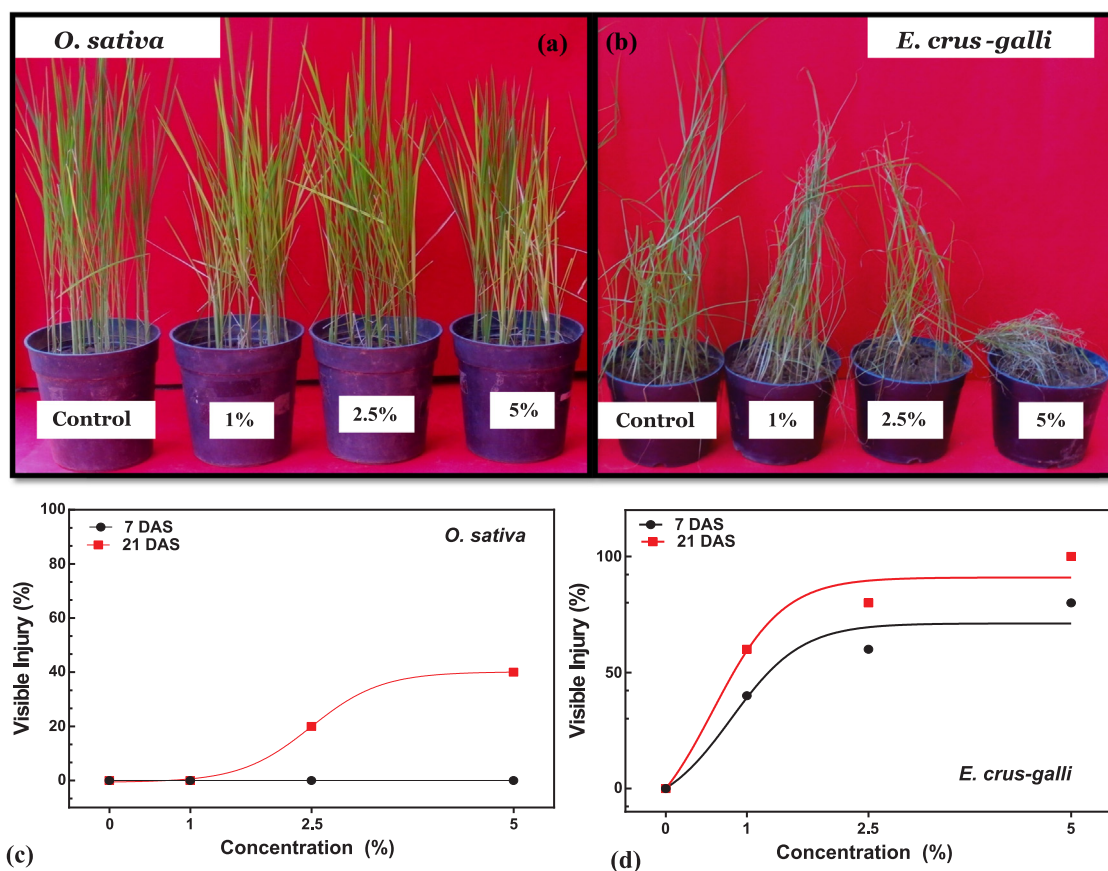 O. sativa
(a)
Control
1%
2.5%
5%
(b)
E. crus-galli
Control
1%
2.5%
5%
100
80
60
40
20
0
Visible Injury (%)
7 DAS
21 DAS
O. sativa
0
1
2.5
5
Concentration (%)
(c)
100
50
0
Visible Injury (%)
7 DAS
21 DAS
E. crus-galli
0
1
2.5
5
Concentration (%)
(d)